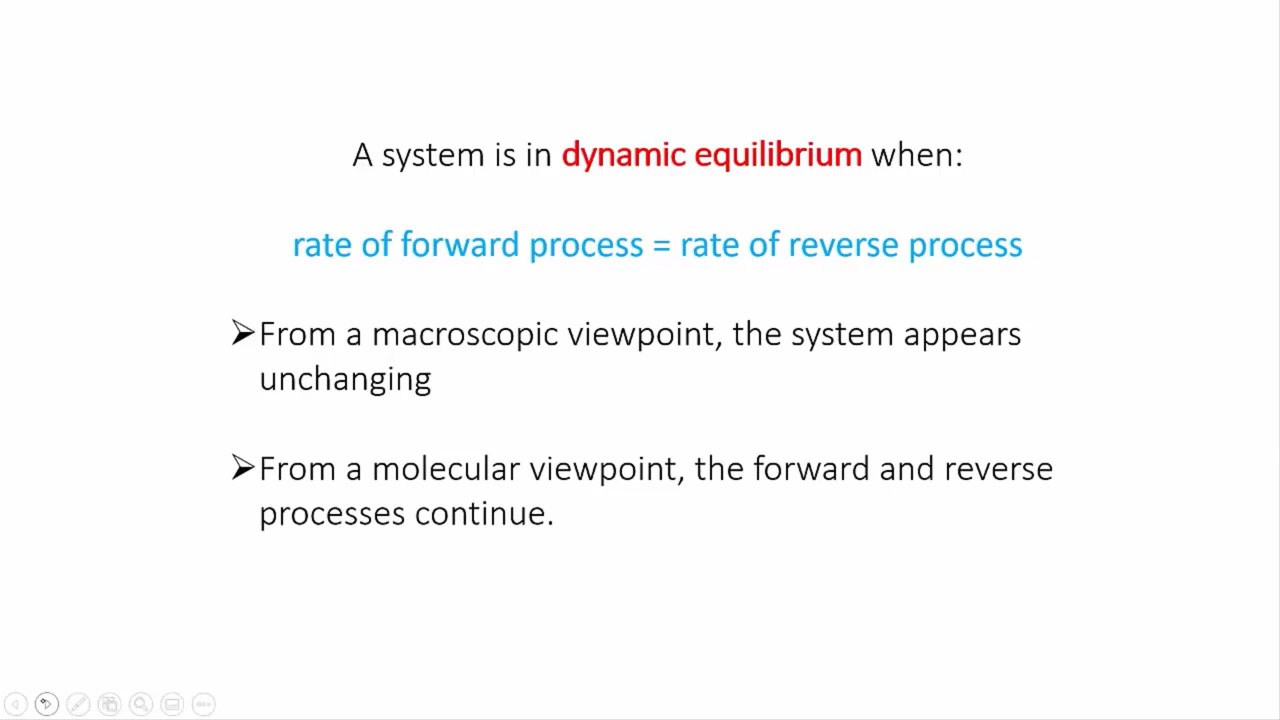 A system is in dynamic equilibrium when:
rate of forward process = rate of reverse process
➢From a macroscopic viewpoint, the system appears
unchanging
➢From a molecular viewpoint, the forward and reverse
processes continue.